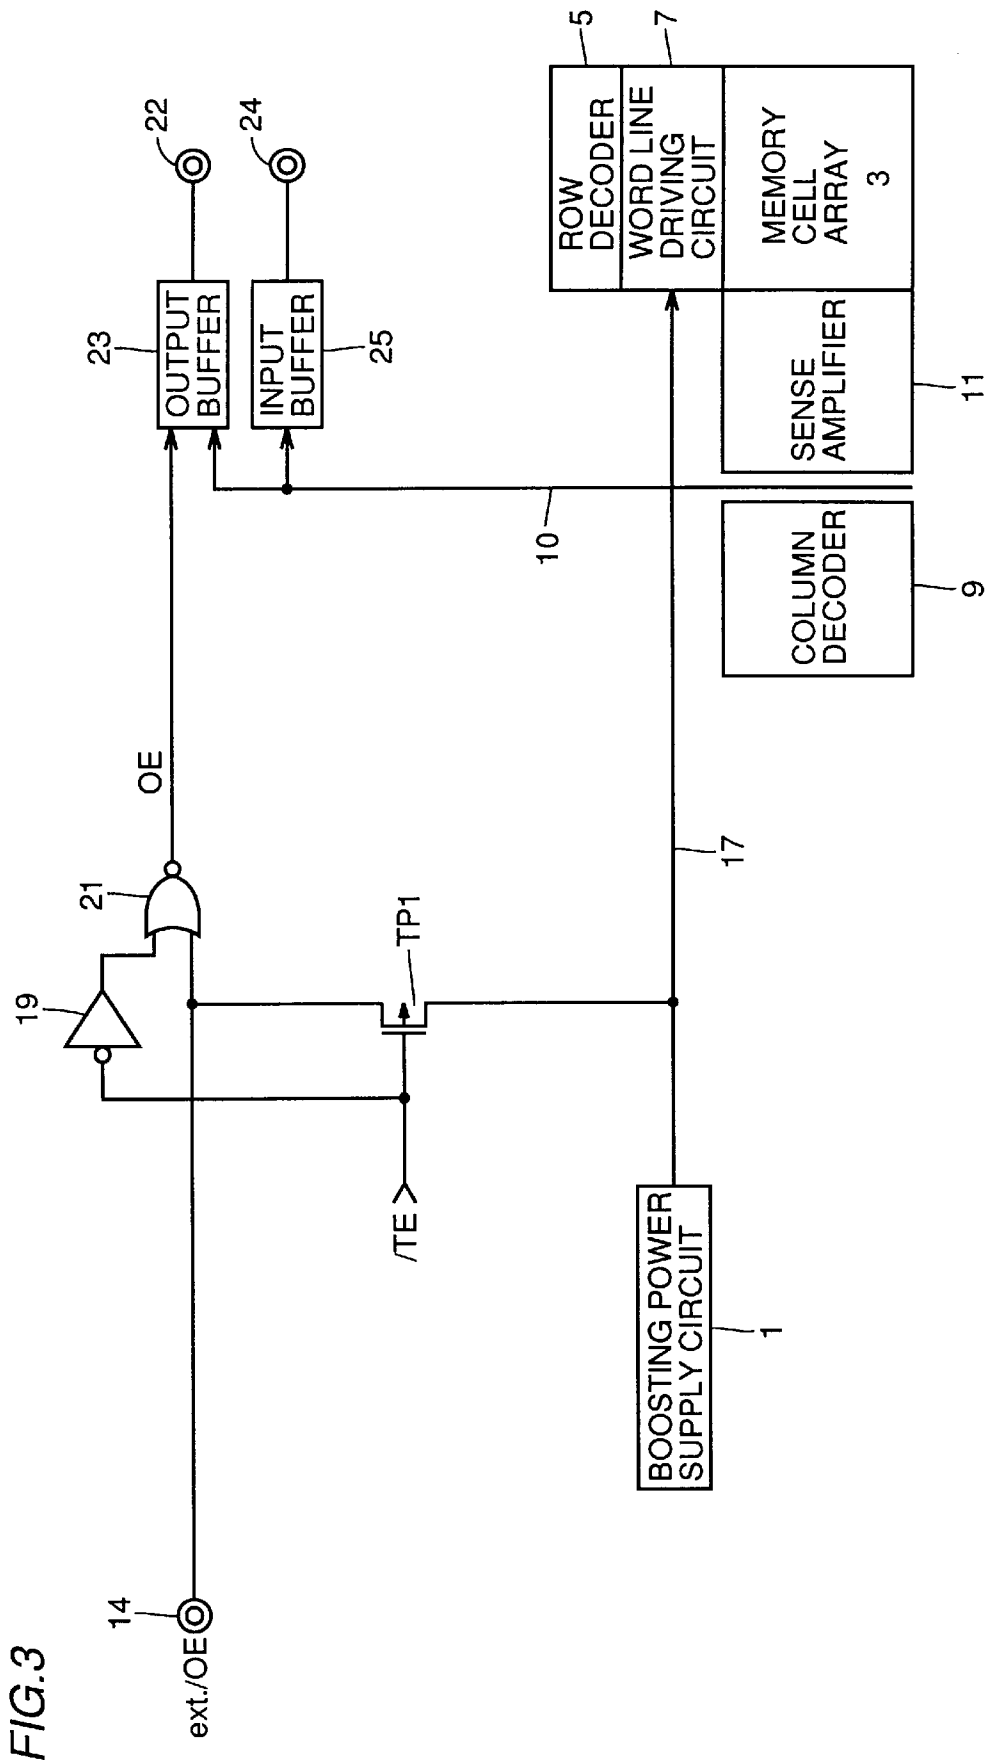 FIG.3
ext./OE
14
19
21
OE
23
OUTPUT
BUFFER
22
INPUT
BUFFER
24
25
/TE
TP1
10
BOOSTING POWER
SUPPLY CIRCUIT
1
17
ROW
DECODER
5
WORD LINE
DRIVING
CIRCUIT
7
MEMORY
CELL
ARRAY
3
SENSE
AMPLIFIER
11
COLUMN
DECODER
9